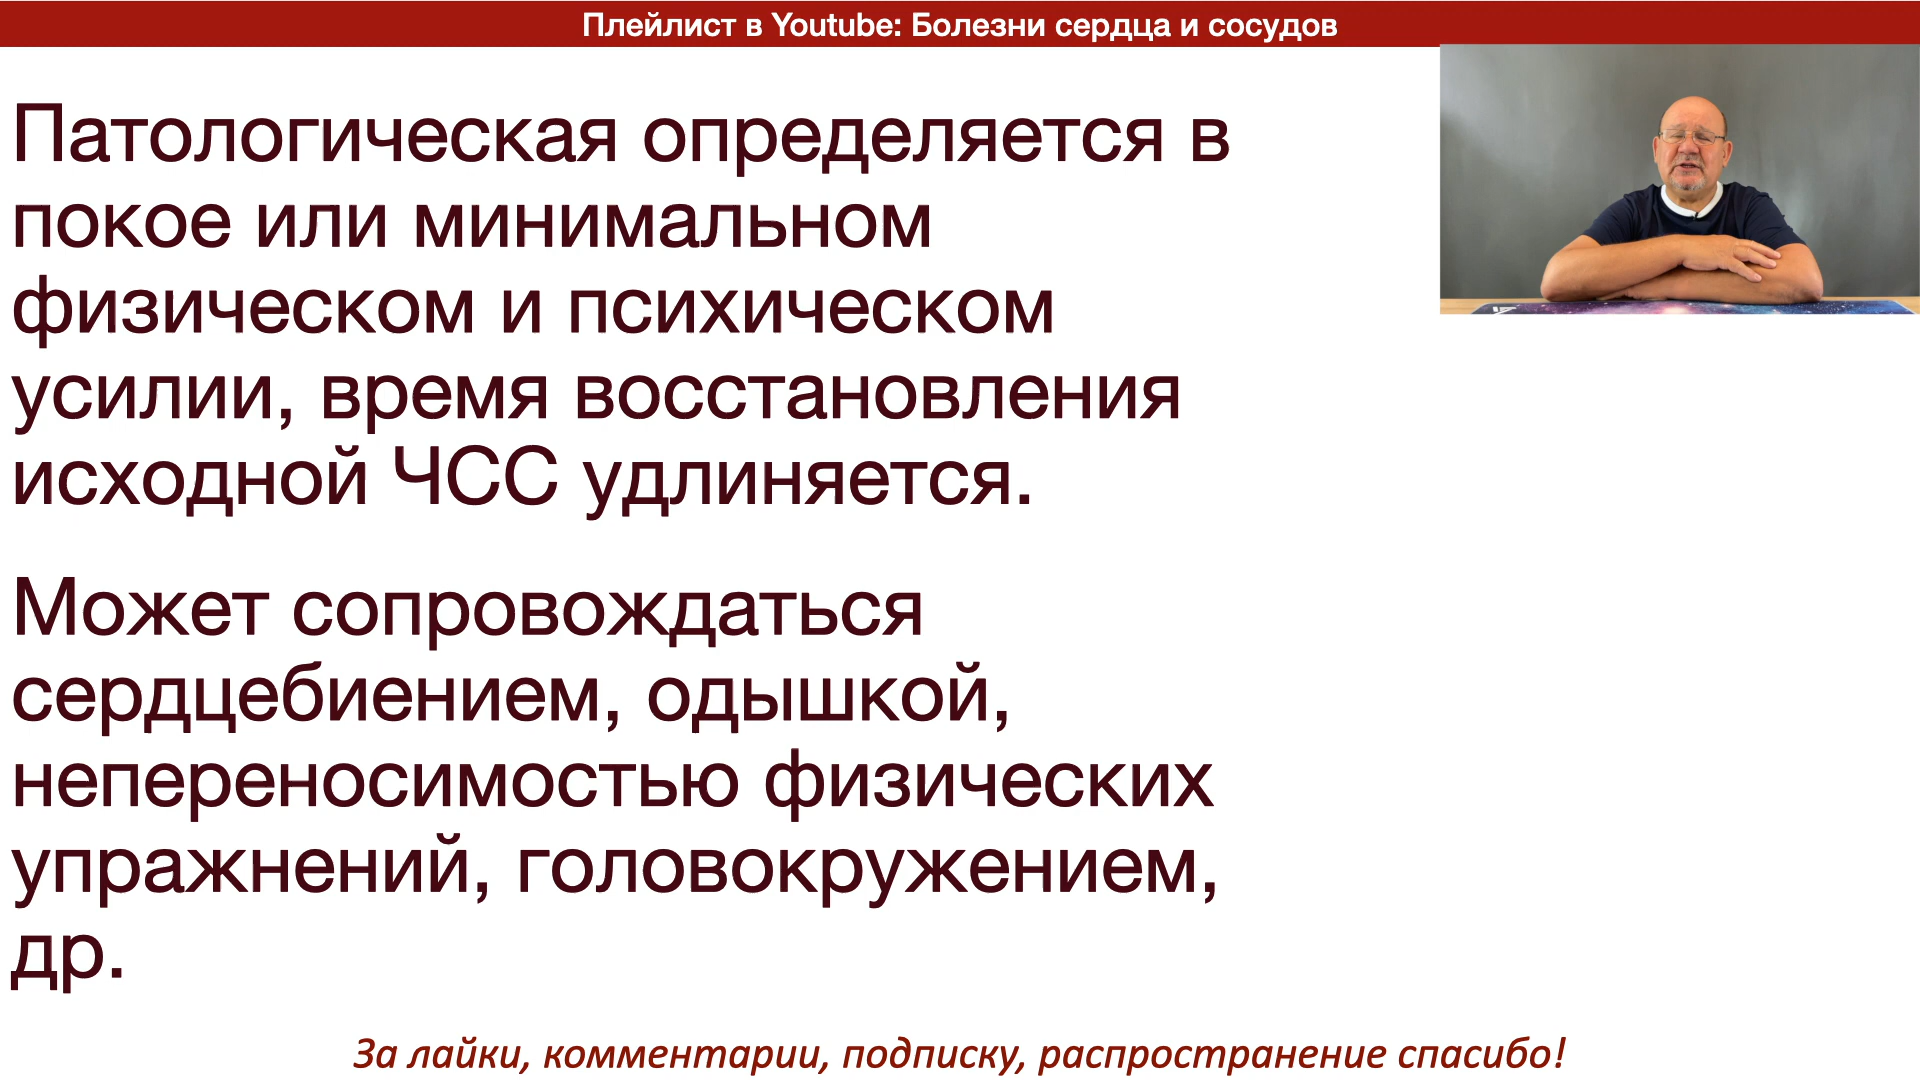 Плейлист в Youtube: Болезни сердца и сосудов
Патологическая определяется в
покое или минимальном
физическом и психическом
усилии, время восстановления
исходной ЧСС удлиняется.
Может сопровождаться
сердцебиением, одышкой,
непереносимостью физических
упражнений, головокружением,
др.
За лайки, комментарии, подписку, распространение спасибо!